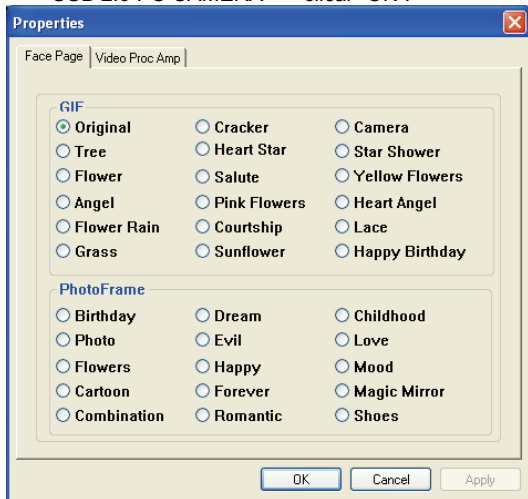 Properties
Face Page Video Proc Amp
GIF
Original Cracker Camera
Tree Heart Star Star Shower
Flower Salute Yellow Flowers
Angel Pink Flowers Heart Angel
Flower Rain Courtship Lace
Grass Sunflower Happy Birthday
PhotoFrame
Birthday Dream Childhood
Photo Evil Love
Flowers Happy Mood
Cartoon Forever Magic Mirror
Combination Romantic Shoes
OK Cancel Apply